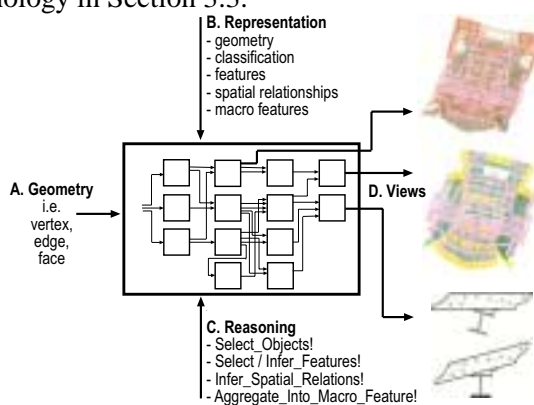 nology in Section 3.3.
B. Representation
- geometry
- classification
- features
- spatial relationships
- macro features
A. Geometry
i.e.
vertex,
edge,
face
D. Views
C. Reasoning
- Select_Objects!
- Select / Infer_Features!
- Infer_Spatial_Relations!
- Aggregate_Into_Macro_Feature!